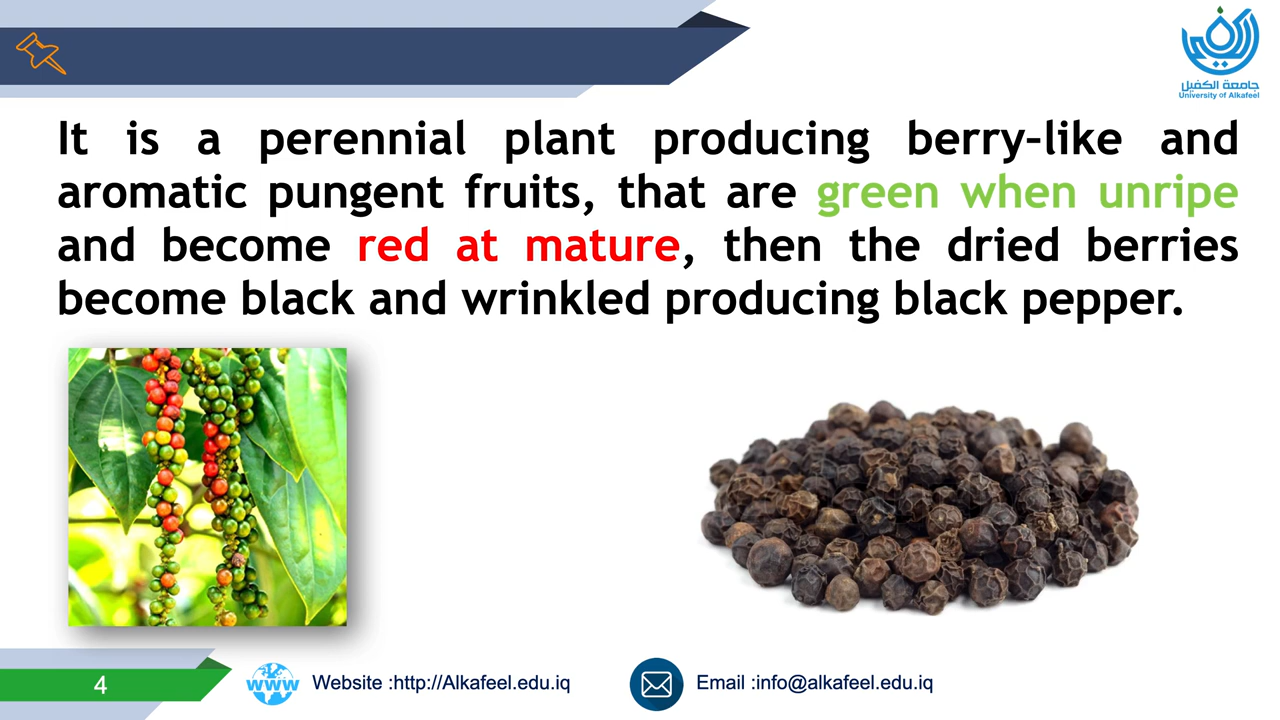 جامعة الكفيل
University of Alkafeel
It is a perennial plant producing berry-like and
aromatic pungent fruits, that are green when unripe
and become red at mature, then the dried berries
become black and wrinkled producing black pepper.
4
WWW
Website :http://Alkafeel.edu.iq
Email :info@alkafeel.edu.iq